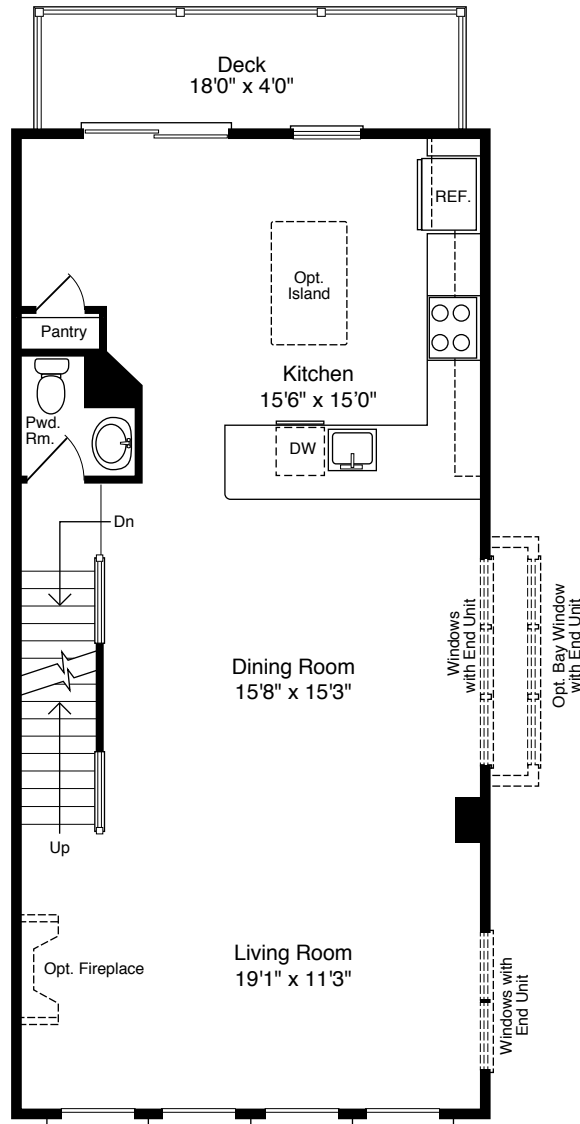 Deck
18'0" x 4'0"
REF.
Opt.
Island
Pantry
Kitchen
15'6" x 15'0"
Pwd.
Rm.
DW
Dn
Windows
with End Unit
Opt. Bay Window
with End Unit
Dining Room
15'8" x 15'3"
Up
Living Room
19'1" x 11'3"
Opt. Fireplace
Windows with
End Unit